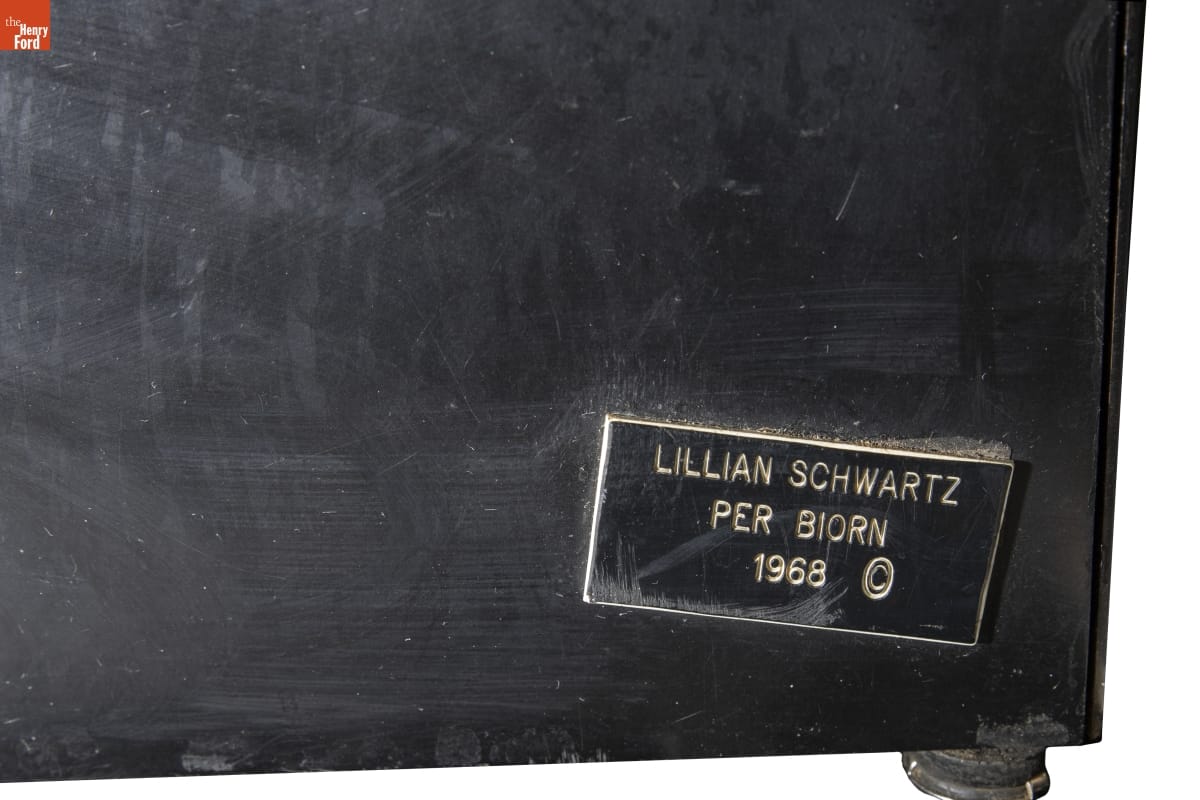 the
Henry
Ford
LILLIAN SCHWARTZ
PER BIORN
1968 ©